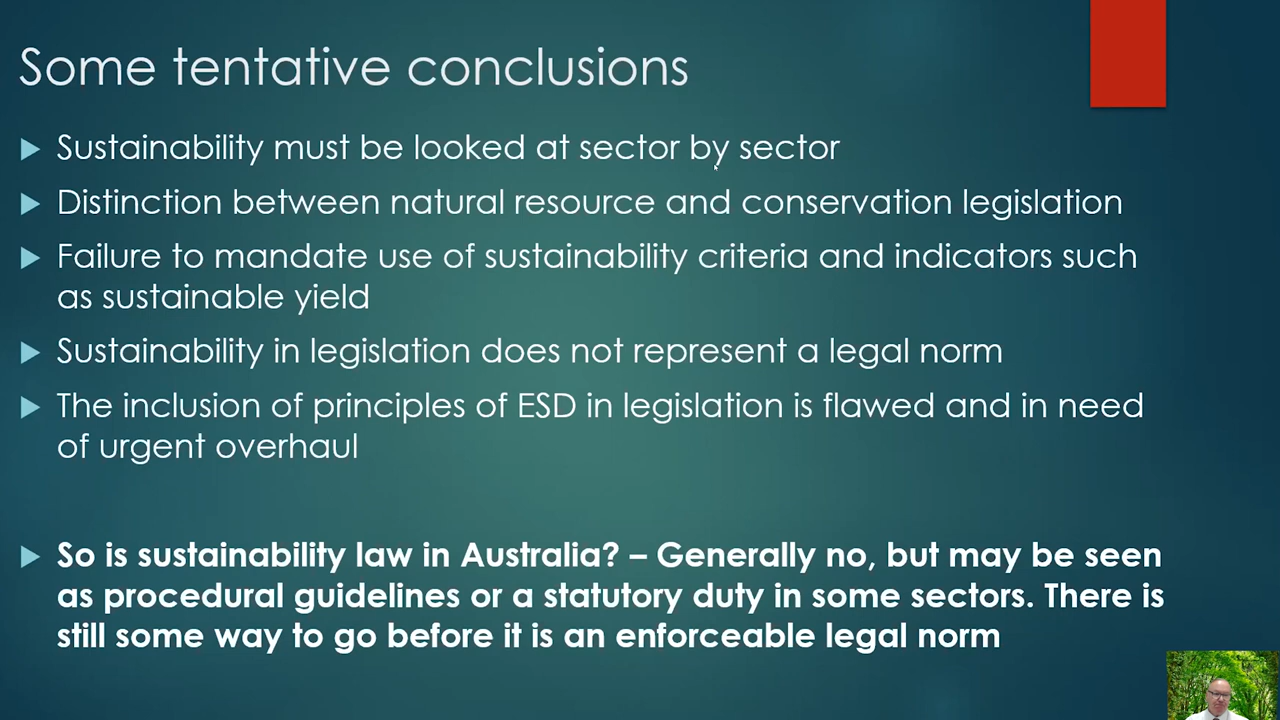 Some tentative conclusions
Sustainability must be looked at sector by sector
Distinction between natural resource and conservation legislation
Failure to mandate use of sustainability criteria and indicators such
as sustainable yield
Sustainability in legislation does not represent a legal norm
The inclusion of principles of ESD in legislation is flawed and in need
of urgent overhaul
So is sustainability law in Australia? – Generally no, but may be seen
as procedural guidelines or a statutory duty in some sectors. There is
still some way to go before it is an enforceable legal norm